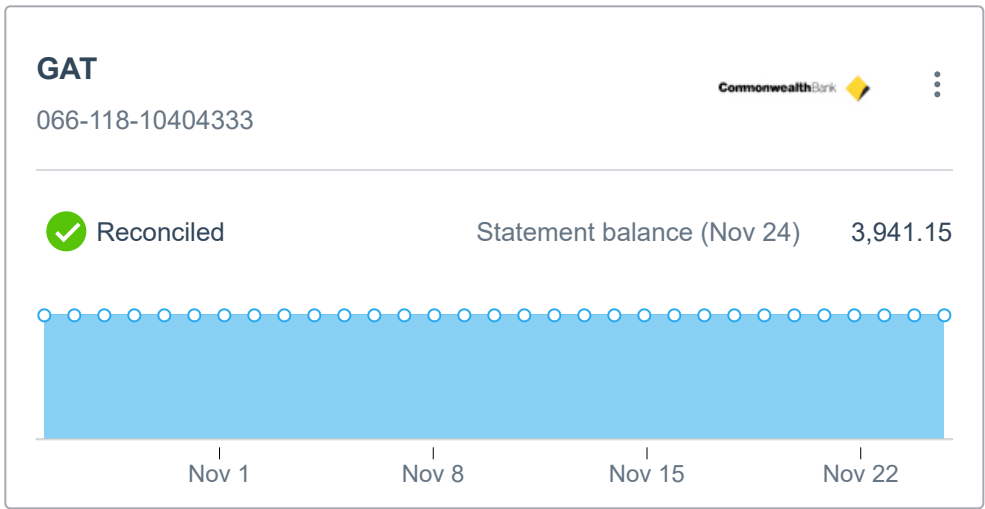 GAT
CommonwealthBank
066-118-10404333
Reconciled Statement balance (Nov 24) 3,941.15
Nov 1 Nov 8 Nov 15 Nov 22